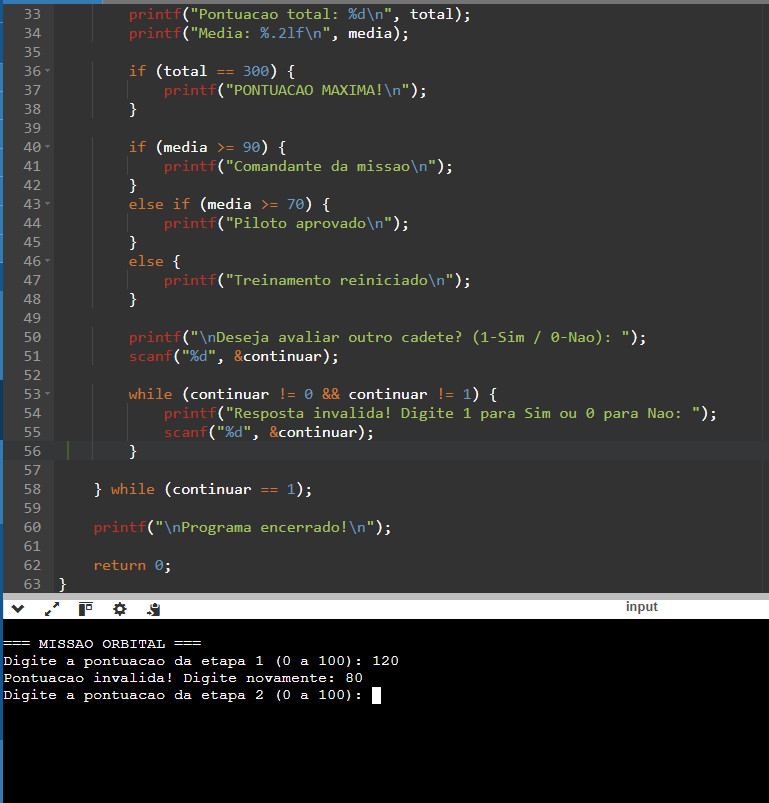 33 printf("Pontuacao total: %d\n", total);
34 printf("Media: %.2lf\n", media);
35
36 if (total == 300) {
37 printf("PONTUACAO MAXIMA!\n");
38 }
39
40 if (media >= 90) {
41 printf("Comandante da missao\n");
42 }
43 else if (media >= 70) {
44 printf("Piloto aprovado\n");
45 }
46 else {
47 printf("Treinamento reiniciado\n");
48 }
49
50 printf("\nDeseja avaliar outro cadete? (1-Sim / 0-Nao): ");
51 scanf("%d", &continuar);
52
53 while (continuar != 0 && continuar != 1) {
54 printf("Resposta invalida! Digite 1 para Sim ou 0 para Nao: ");
55 scanf("%d", &continuar);
56 }
57
58 } while (continuar == 1);
59
60 printf("\nPrograma encerrado!\n");
61
62 return 0;
63 }
input
=== MISSAO ORBITAL ===
Digite a pontuacao da etapa 1 (0 a 100): 120
Pontuacao invalida! Digite novamente: 80
Digite a pontuacao da etapa 2 (0 a 100):